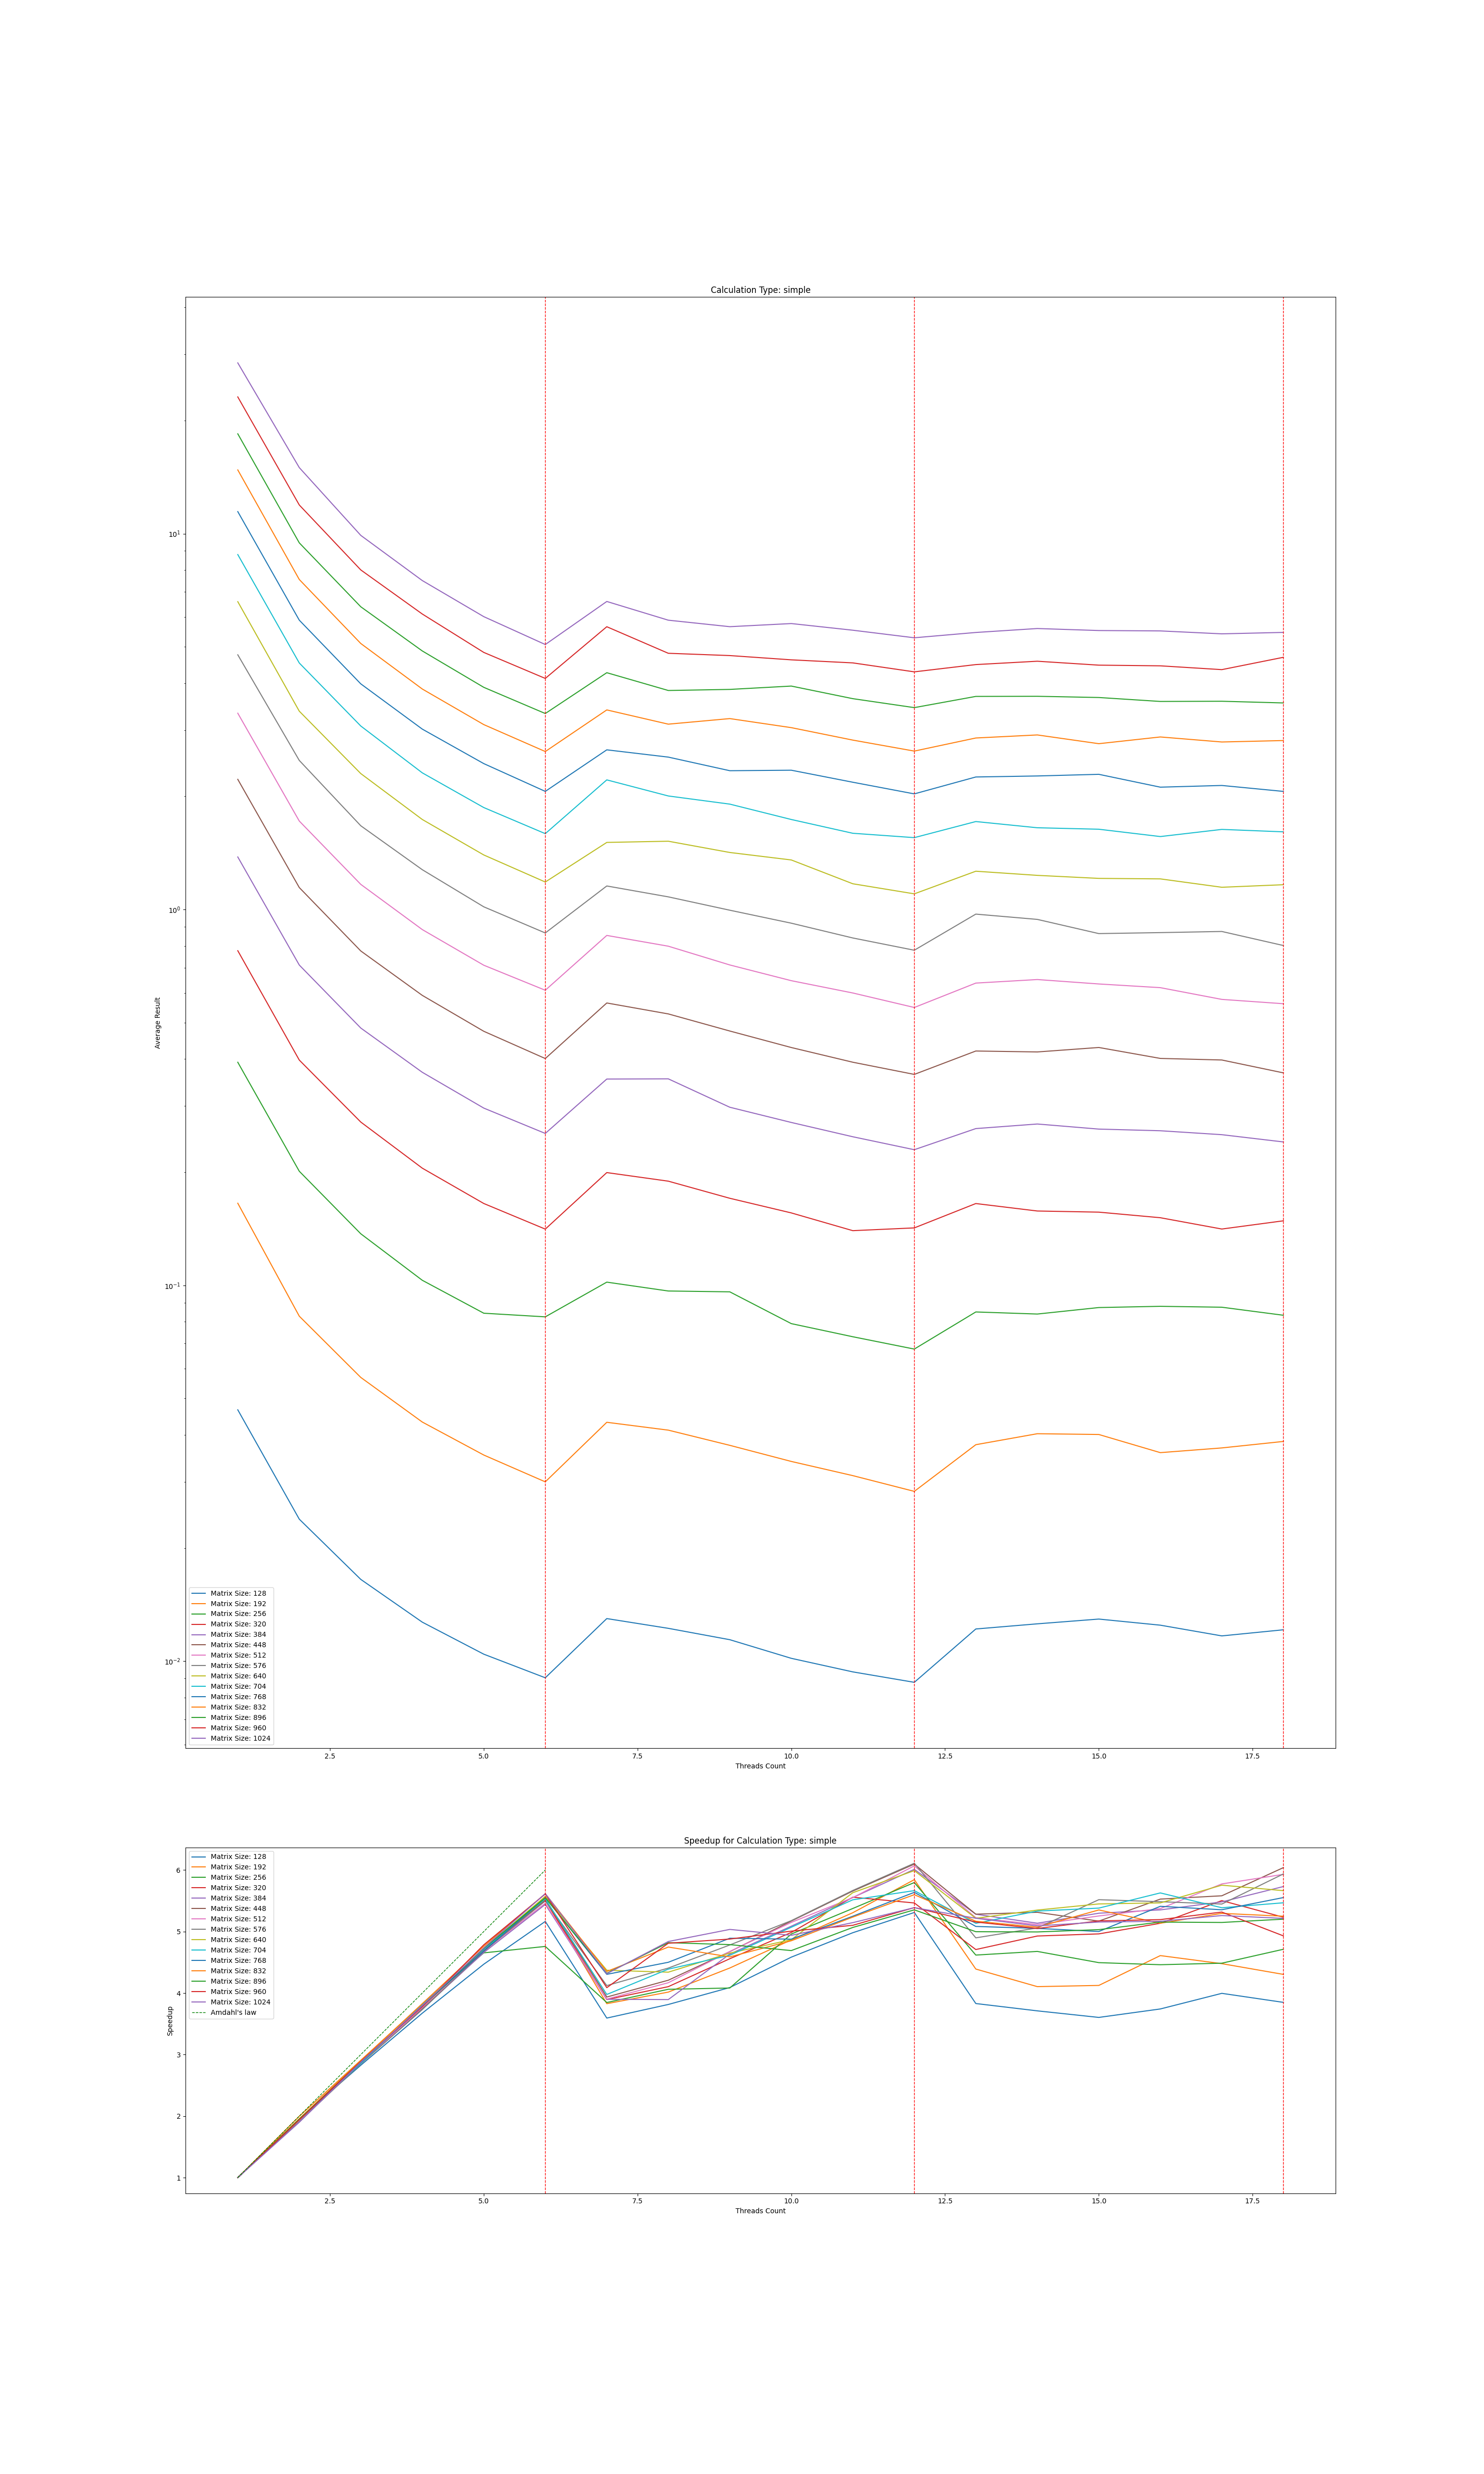 Calculation Type: simple
Average Result
10¹
10⁰
10⁻¹
10⁻²
Matrix Size: 128
Matrix Size: 192
Matrix Size: 256
Matrix Size: 320
Matrix Size: 384
Matrix Size: 448
Matrix Size: 512
Matrix Size: 576
Matrix Size: 640
Matrix Size: 704
Matrix Size: 768
Matrix Size: 832
Matrix Size: 896
Matrix Size: 960
Matrix Size: 1024
2.5 5.0 7.5 10.0 12.5 15.0 17.5
Threads Count
Speedup for Calculation Type: simple
Speedup
6
5
4
3
2
1
Matrix Size: 128
Matrix Size: 192
Matrix Size: 256
Matrix Size: 320
Matrix Size: 384
Matrix Size: 448
Matrix Size: 512
Matrix Size: 576
Matrix Size: 640
Matrix Size: 704
Matrix Size: 768
Matrix Size: 832
Matrix Size: 896
Matrix Size: 960
Matrix Size: 1024
Amdahl's law
2.5 5.0 7.5 10.0 12.5 15.0 17.5
Threads Count